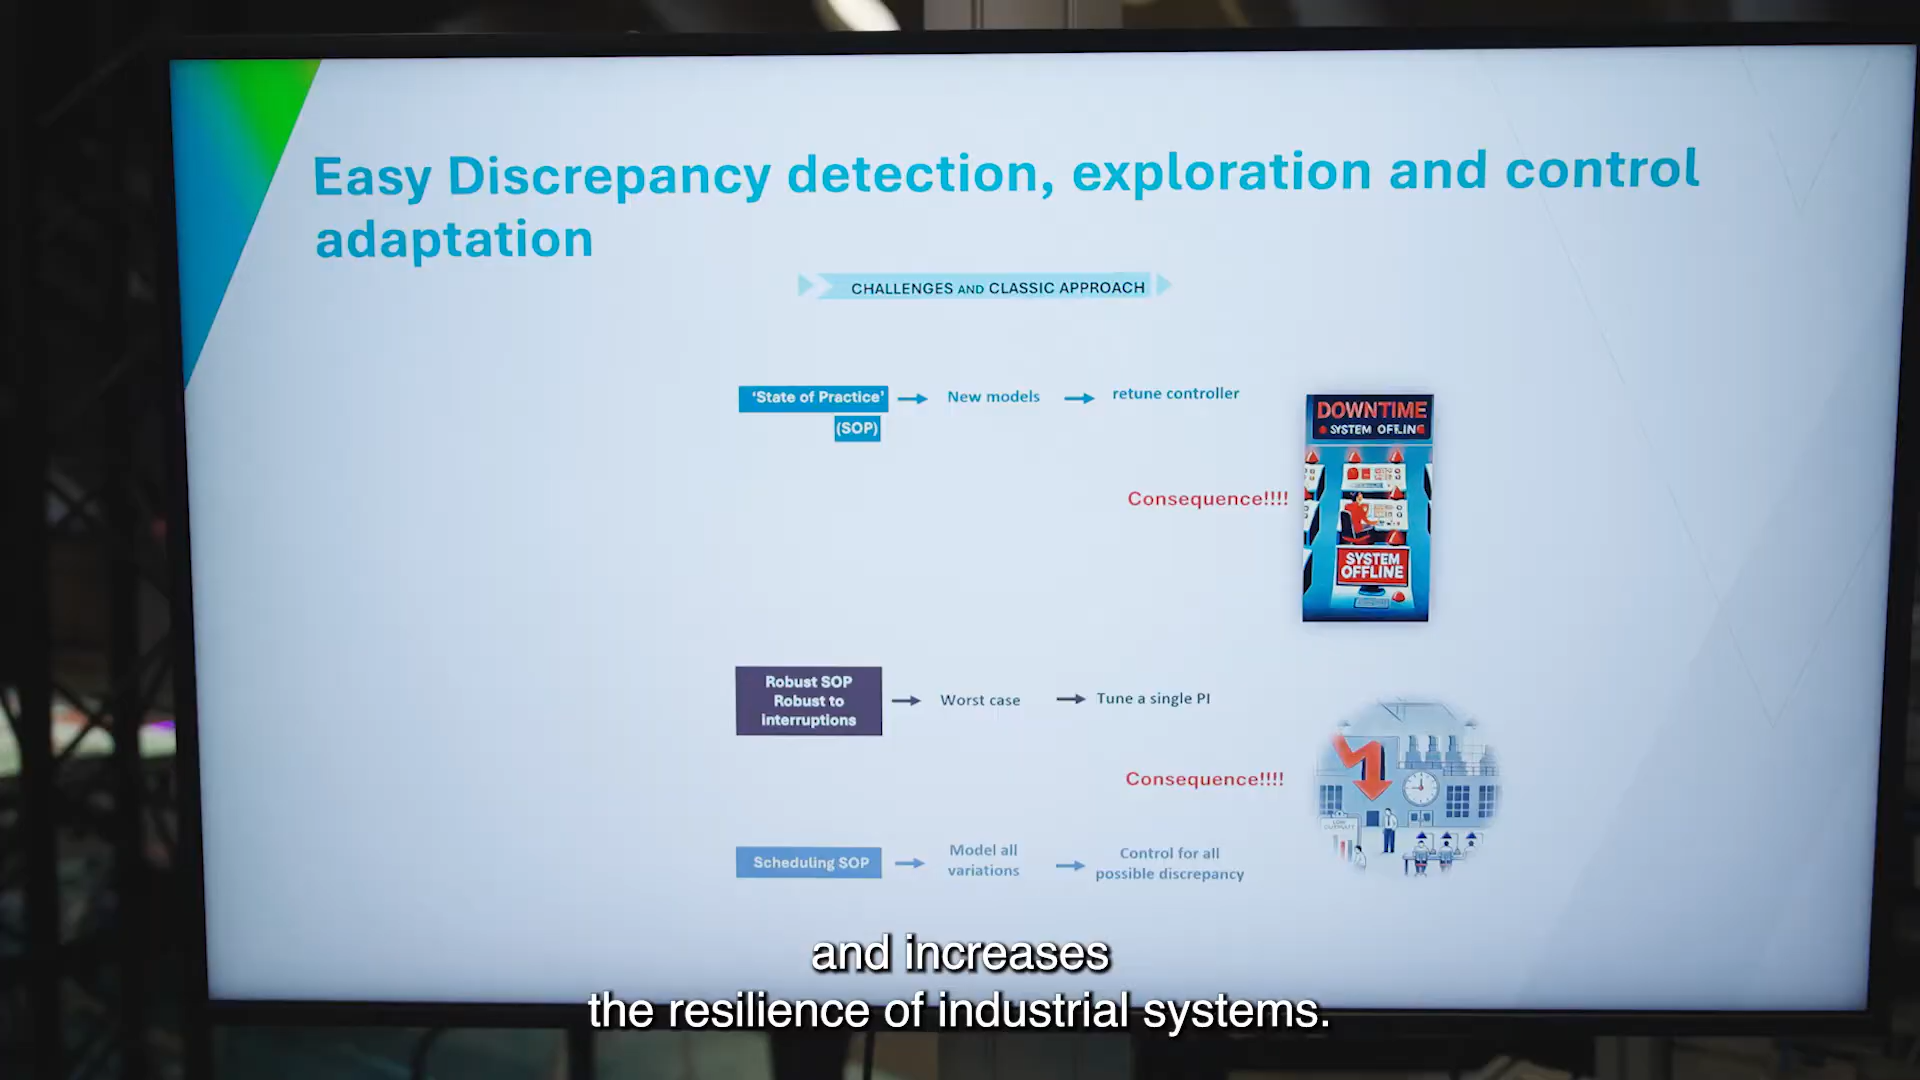 Easy Discrepancy detection, exploration and control
adaptation
CHALLENGES AND CLASSIC APPROACH
'State of Practice'
(SOP)
New models
retune controller
DOWNTIME
SYSTEM OFFLINE
SYSTEM
OFFLINE
Consequence!!!!
Robust SOP
Robust to
interruptions
Worst case
Tune a single PI
Consequence!!!!
Scheduling SOP
Model all
variations
Control for all
possible discrepancy
and increases
the resilience of industrial systems.